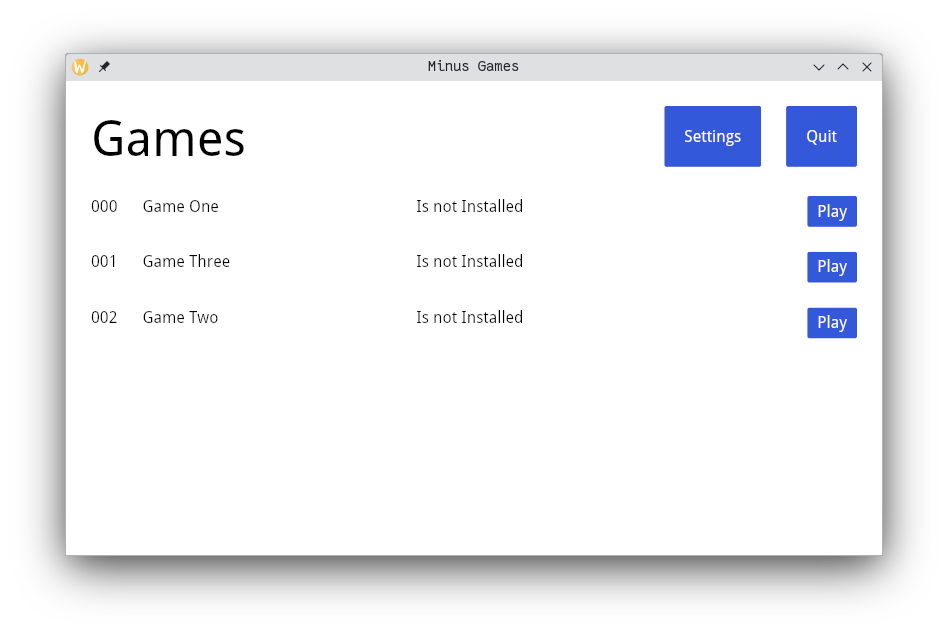 Minus Games
Games
Settings
Quit
000 Game One Is not Installed Play
001 Game Three Is not Installed Play
002 Game Two Is not Installed Play